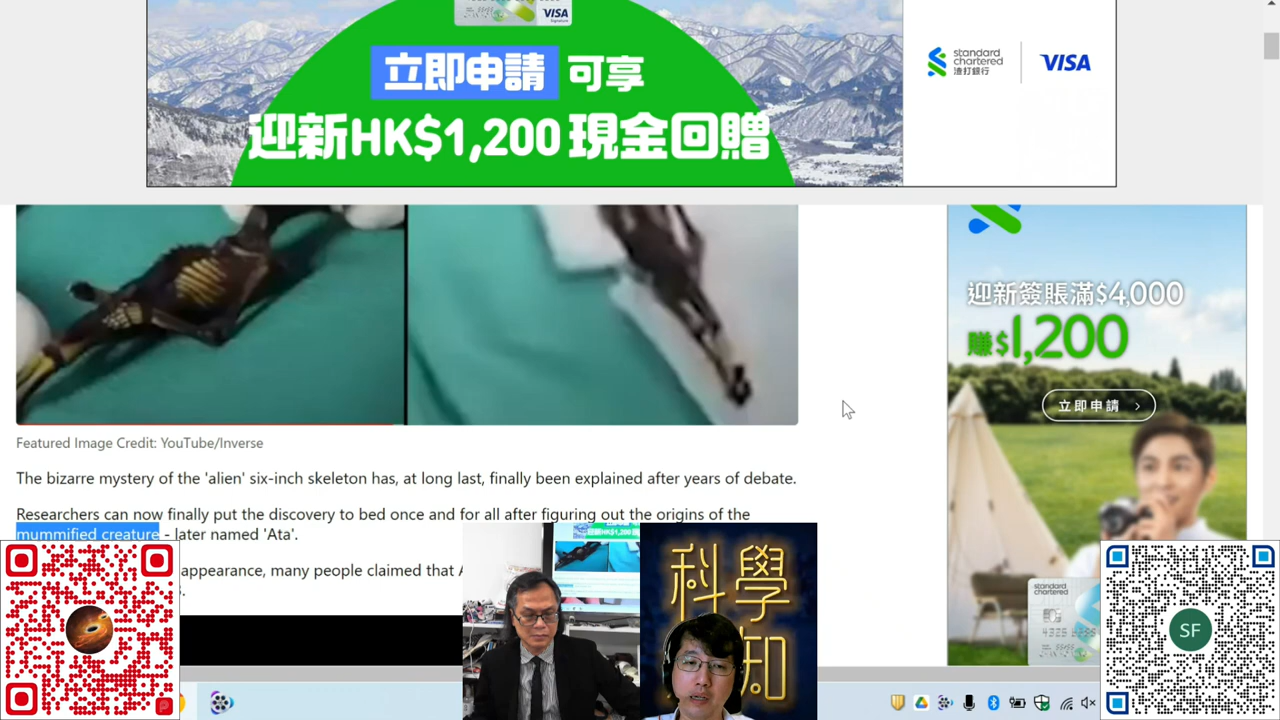 VISA
Signature
立即申請 可享
迎新HK$1,200 現金回贈
standard
chartered
渣打銀行
VISA
迎新簽賬滿$4,000
賺$1,200
立即申請 >
Featured Image Credit: YouTube/Inverse
The bizarre mystery of the 'alien' six-inch skeleton has, at long last, finally been explained after years of debate.
Researchers can now finally put the discovery to bed once and for all after figuring out the origins of the
mummified creature - later named 'Ata'.
appearance, many people claimed that A
科學
知
standard
chartered
SF